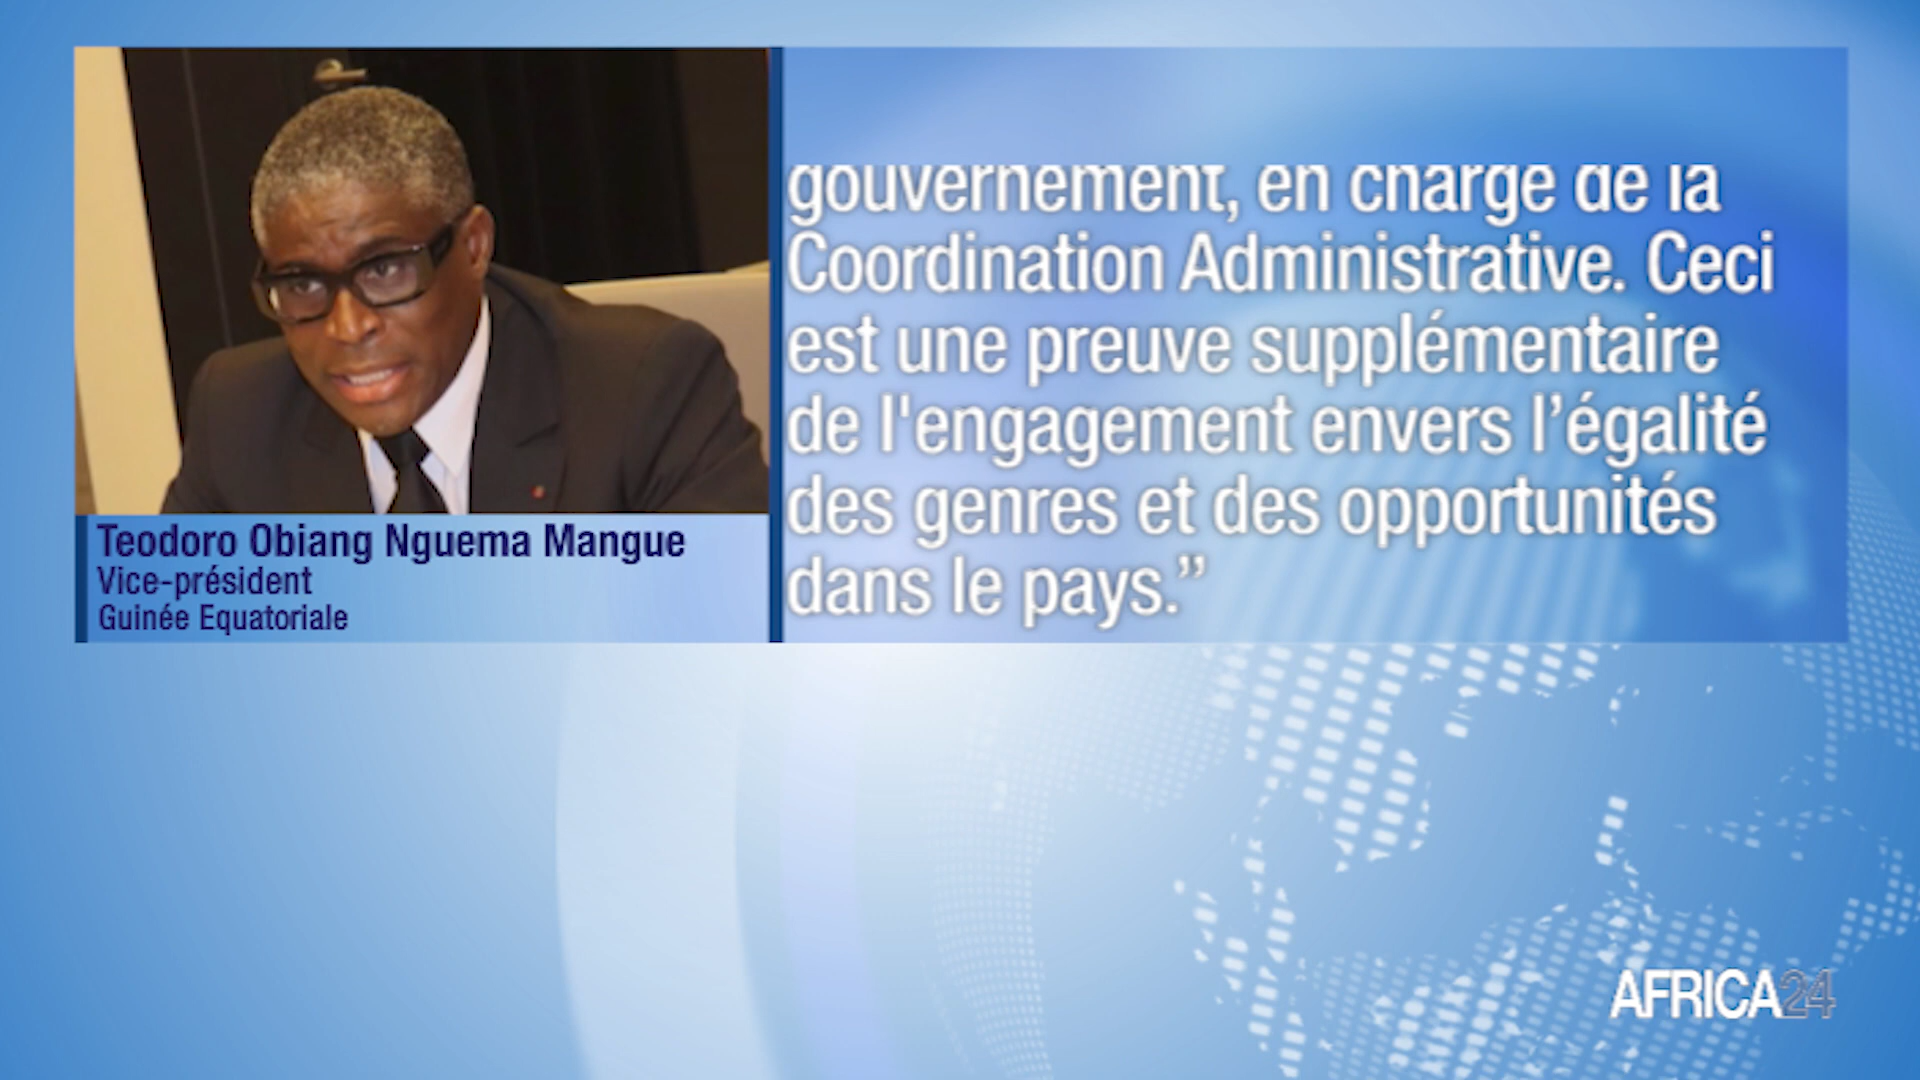 gouvernement, en charge de la
Coordination Administrative. Ceci
est une preuve supplémentaire
de l'engagement envers l’égalité
des genres et des opportunités
dans le pays.”
Teodoro Obiang Nguema Mangue
Vice-président
Guinée Equatoriale
AFRICA24